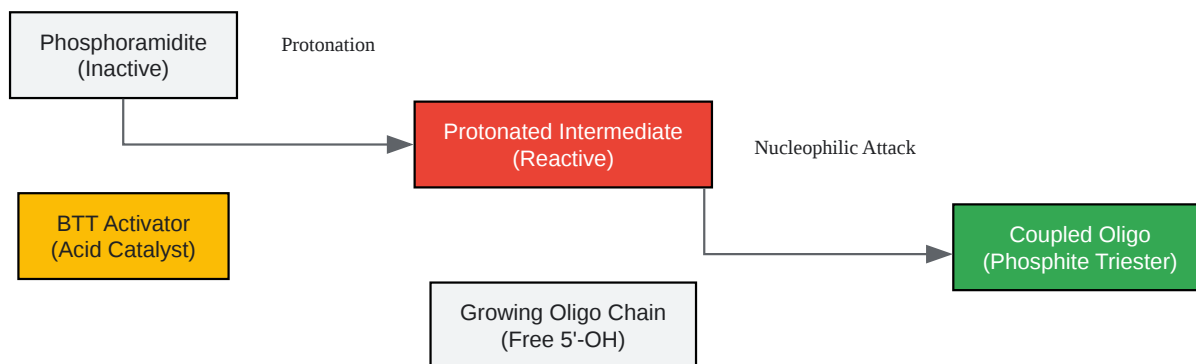 Phosphoramidite
(Inactive)
Protonation
Protonated Intermediate
(Reactive)
Nucleophilic Attack
BTT Activator
(Acid Catalyst)
Coupled Oligo
(Phosphite Triester)
Growing Oligo Chain
(Free 5'-OH)